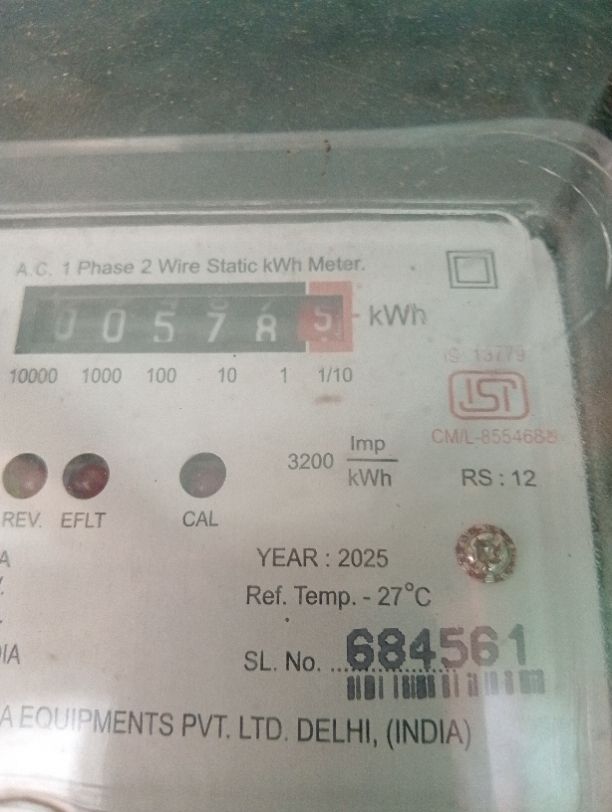 A.C. 1 Phase 2 Wire Static kWh Meter.
0 0 5 7 8 5 - kWh
10000 1000 100 10 1 1/10
IS: 13779
ISI
CM/L-8554688
3200 Imp
kWh
RS : 12
REV. EFLT CAL
A
YEAR : 2025
Ref. Temp. - 27°C
IA
SL. No. ...684561
A EQUIPMENTS PVT. LTD. DELHI, (INDIA)